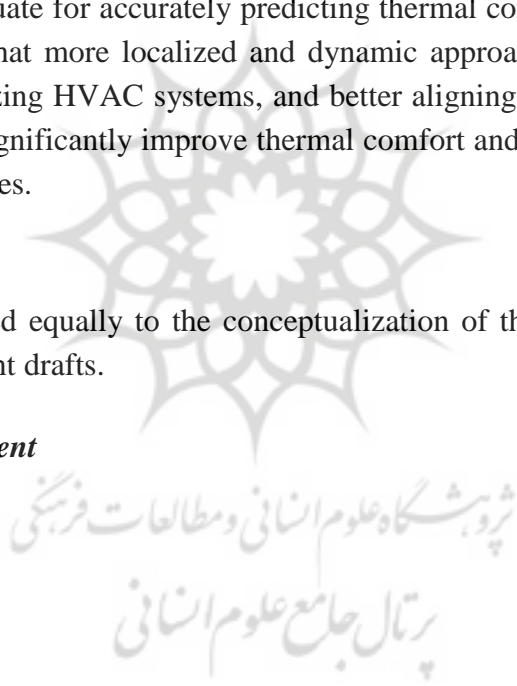 uate for accurately predicting thermal co
hat more localized and dynamic approa
zing HVAC systems, and better aligning
gnificantly improve thermal comfort and
es.
d equally to the conceptualization of th
nt drafts.
ent
پژوهشگاه علوم انسانی و مطالعات فرهنگی
پرتال جامع علوم انسانی